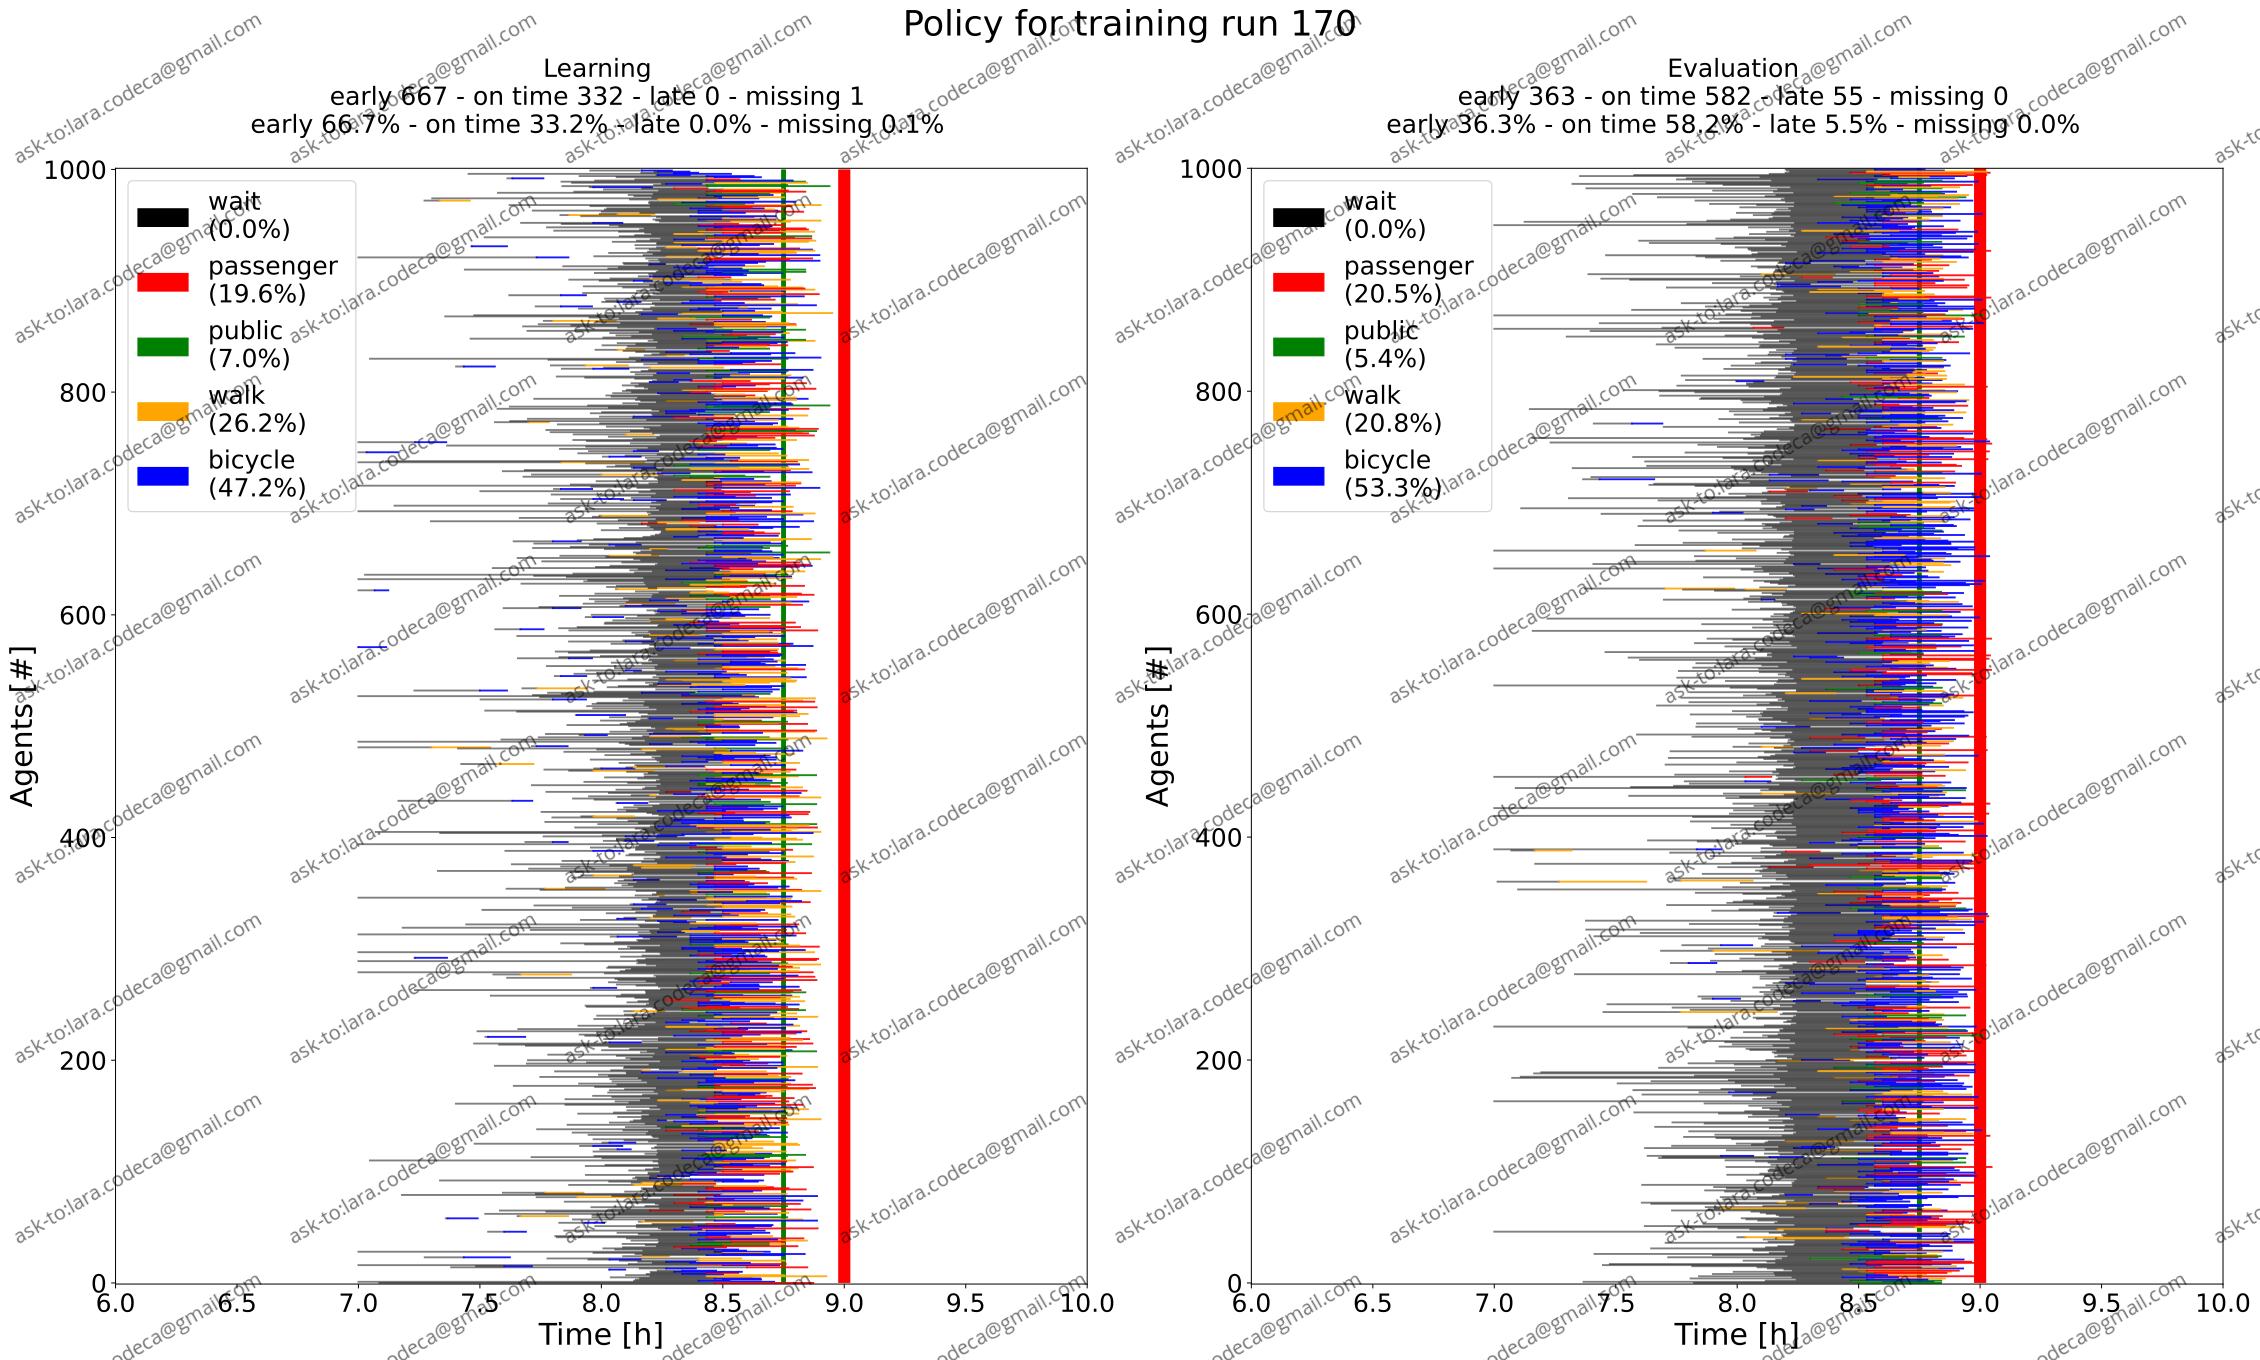 Policy for training run 170
Learning
early 667 - on time 332 - late 0 - missing 1
early 66.7% - on time 33.2% - late 0.0% - missing 0.1%
Evaluation
early 363 - on time 582 - late 55 - missing 0
early 36.3% - on time 58.2% - late 5.5% - missing 0.0%
wait
(0.0%)
passenger
(19.6%)
public
(7.0%)
walk
(26.2%)
bicycle
(47.2%)
1000
800
600
400
200
0
Agents [#]
6.0 6.5 7.0 7.5 8.0 8.5 9.0 9.5 10.0
Time [h]
wait
(0.0%)
passenger
(20.5%)
public
(5.4%)
walk
(20.8%)
bicycle
(53.3%)
1000
800
600
400
200
0
Agents [#]
6.0 6.5 7.0 7.5 8.0 8.5 9.0 9.5 10.0
Time [h]
ask-to:lara.codeca@gmail.com